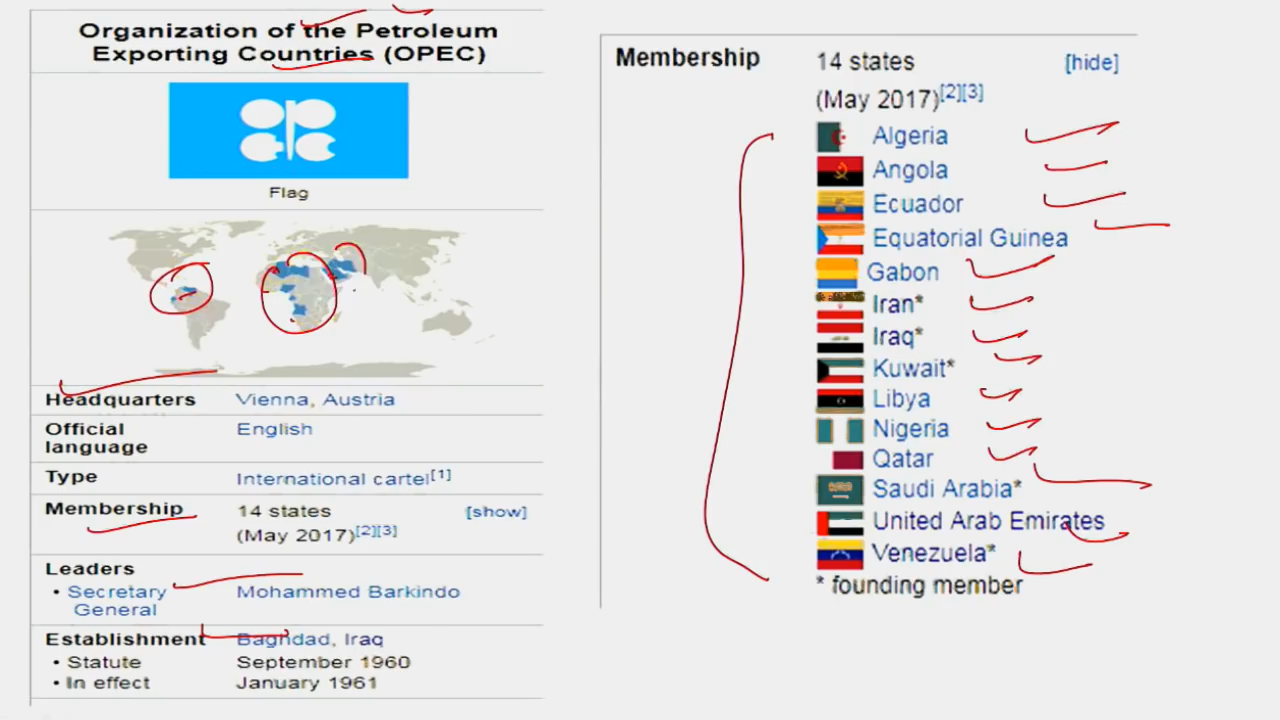 Organization of the Petroleum
Exporting Countries (OPEC)
Flag
Headquarters Vienna, Austria
Official
language English
Type International cartel[1]
Membership 14 states [show]
(May 2017)[2][3]
Leaders
• Secretary General Mohammed Barkindo
Establishment Baghdad, Iraq
• Statute September 1960
• In effect January 1961
Membership 14 states [hide]
(May 2017)[2][3]
Algeria
Angola
Ecuador
Equatorial Guinea
Gabon
Iran*
Iraq*
Kuwait*
Libya
Nigeria
Qatar
Saudi Arabia*
United Arab Emirates
Venezuela*
* founding member